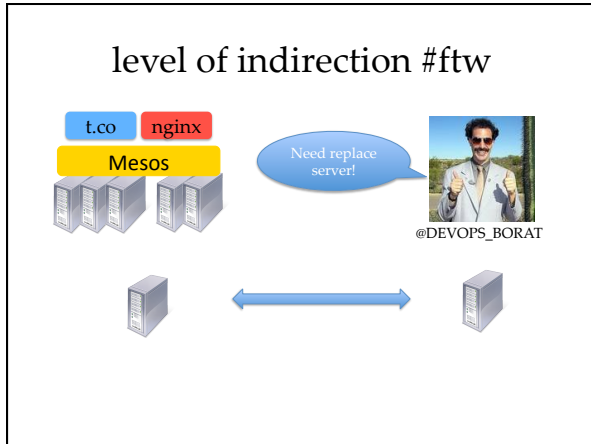 level of indirection #ftw
t.co
nginx
Mesos
Need replace
server!
@DEVOPS_BORAT